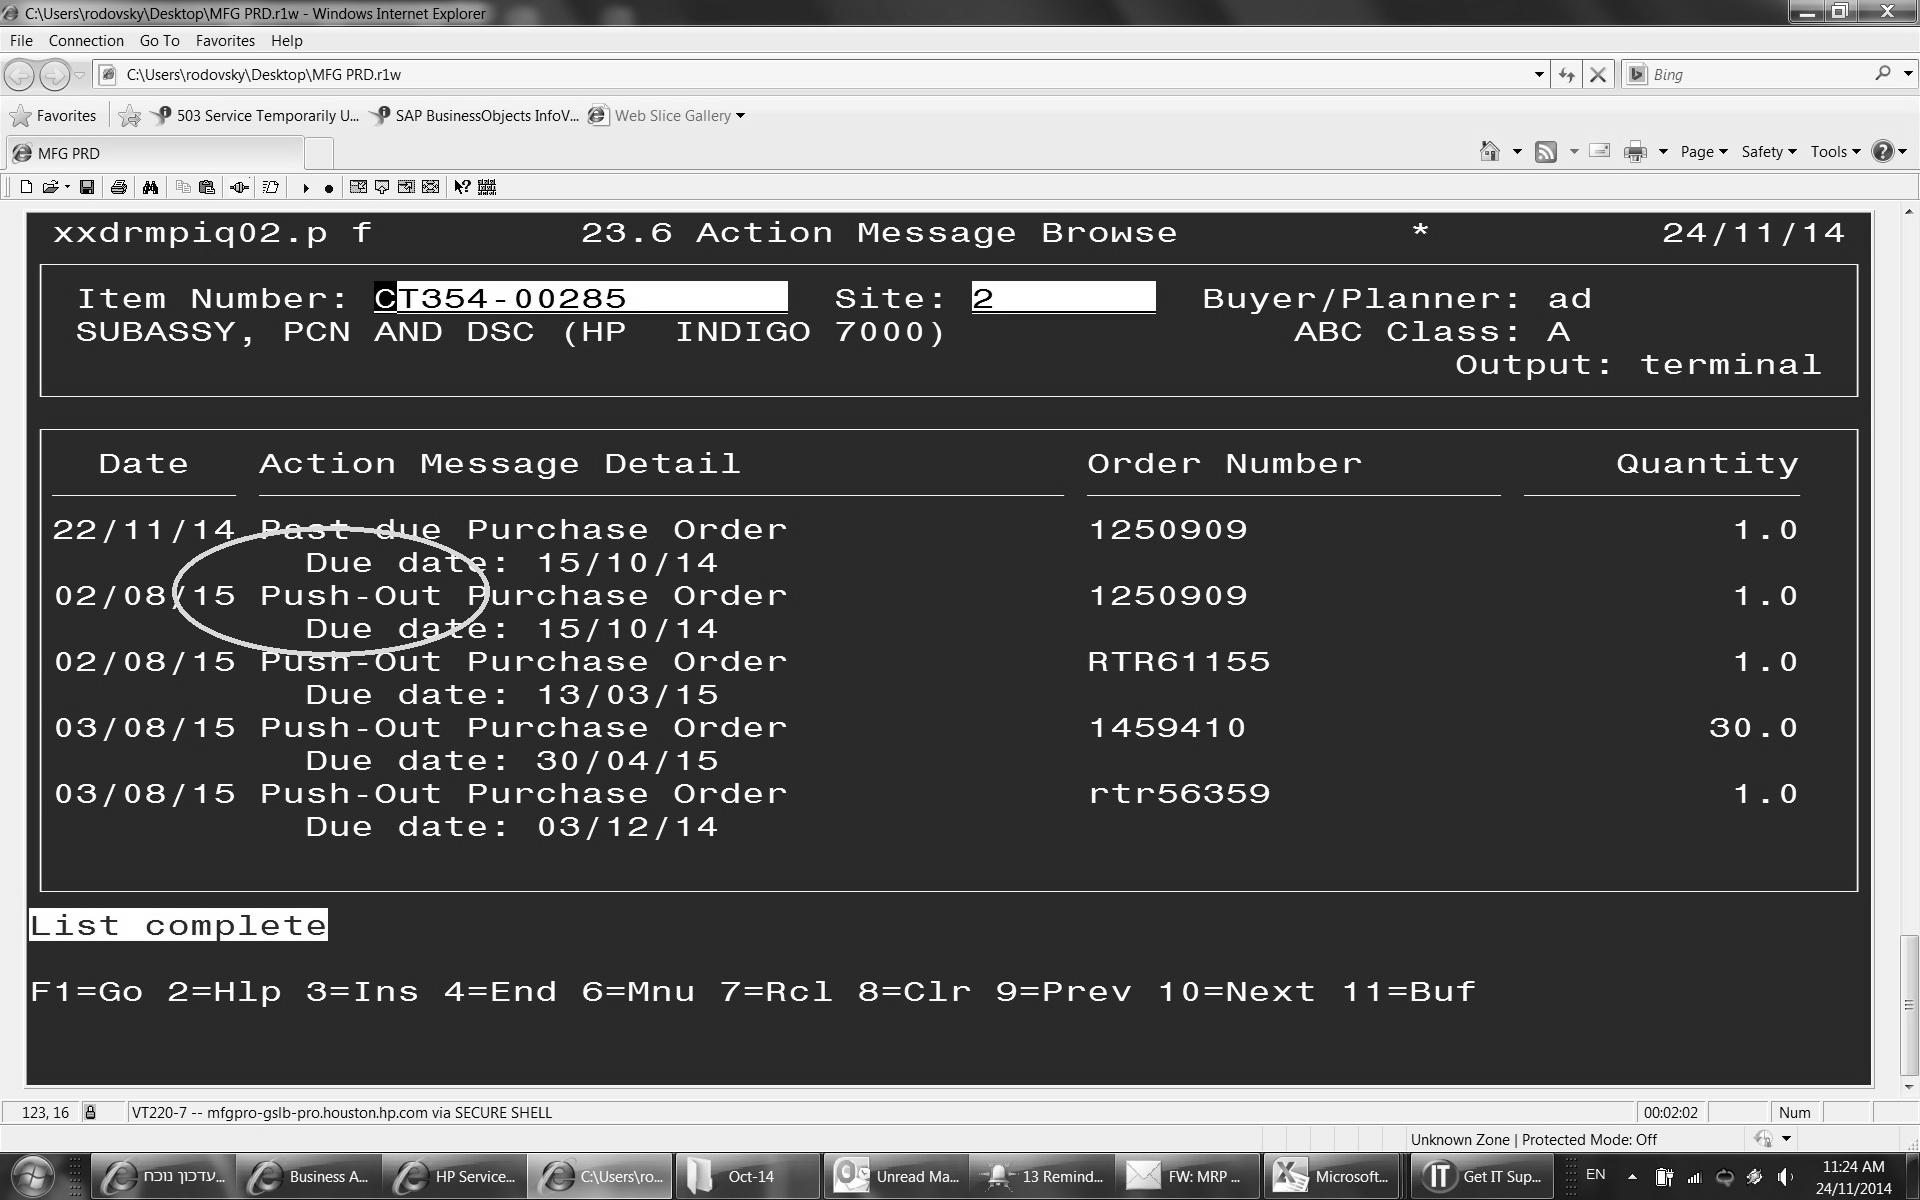 C:\Users\rodovsky\Desktop\MFG PRD.r1w - Windows Internet Explorer
File Connection Go To Favorites Help
C:\Users\rodovsky\Desktop\MFG PRD.r1w Bing
Favorites 503 Service Temporarily U... SAP BusinessObjects InfoV... Web Slice Gallery
MFG PRD Page Safety Tools
xxdrmpiq02.p f 23.6 Action Message Browse * 24/11/14
Item Number: CT354-00285 Site: 2 Buyer/Planner: ad
SUBASSY, PCN AND DSC (HP INDIGO 7000) ABC Class: A
Output: terminal
Date Action Message Detail Order Number Quantity
22/11/14 Past due Purchase Order 1250909 1.0
Due date: 15/10/14
02/08/15 Push-Out Purchase Order 1250909 1.0
Due date: 15/10/14
02/08/15 Push-Out Purchase Order RTR61155 1.0
Due date: 13/03/15
03/08/15 Push-Out Purchase Order 1459410 30.0
Due date: 30/04/15
03/08/15 Push-Out Purchase Order rtr56359 1.0
Due date: 03/12/14
List complete
F1=Go 2=Hlp 3=Ins 4=End 6=Mnu 7=Rcl 8=Clr 9=Prev 10=Next 11=Buf
123, 16 VT220-7 -- mfgpro-gslb-pro.houston.hp.com via SECURE SHELL 00:02:02 Num
Unknown Zone | Protected Mode: Off
עדכון נוכח... Business A... HP Service... C:\Users\ro... Oct-14 Unread Ma... 13 Remind... FW: MRP ... Microsoft... Get IT Sup... EN 11:24 AM
24/11/2014